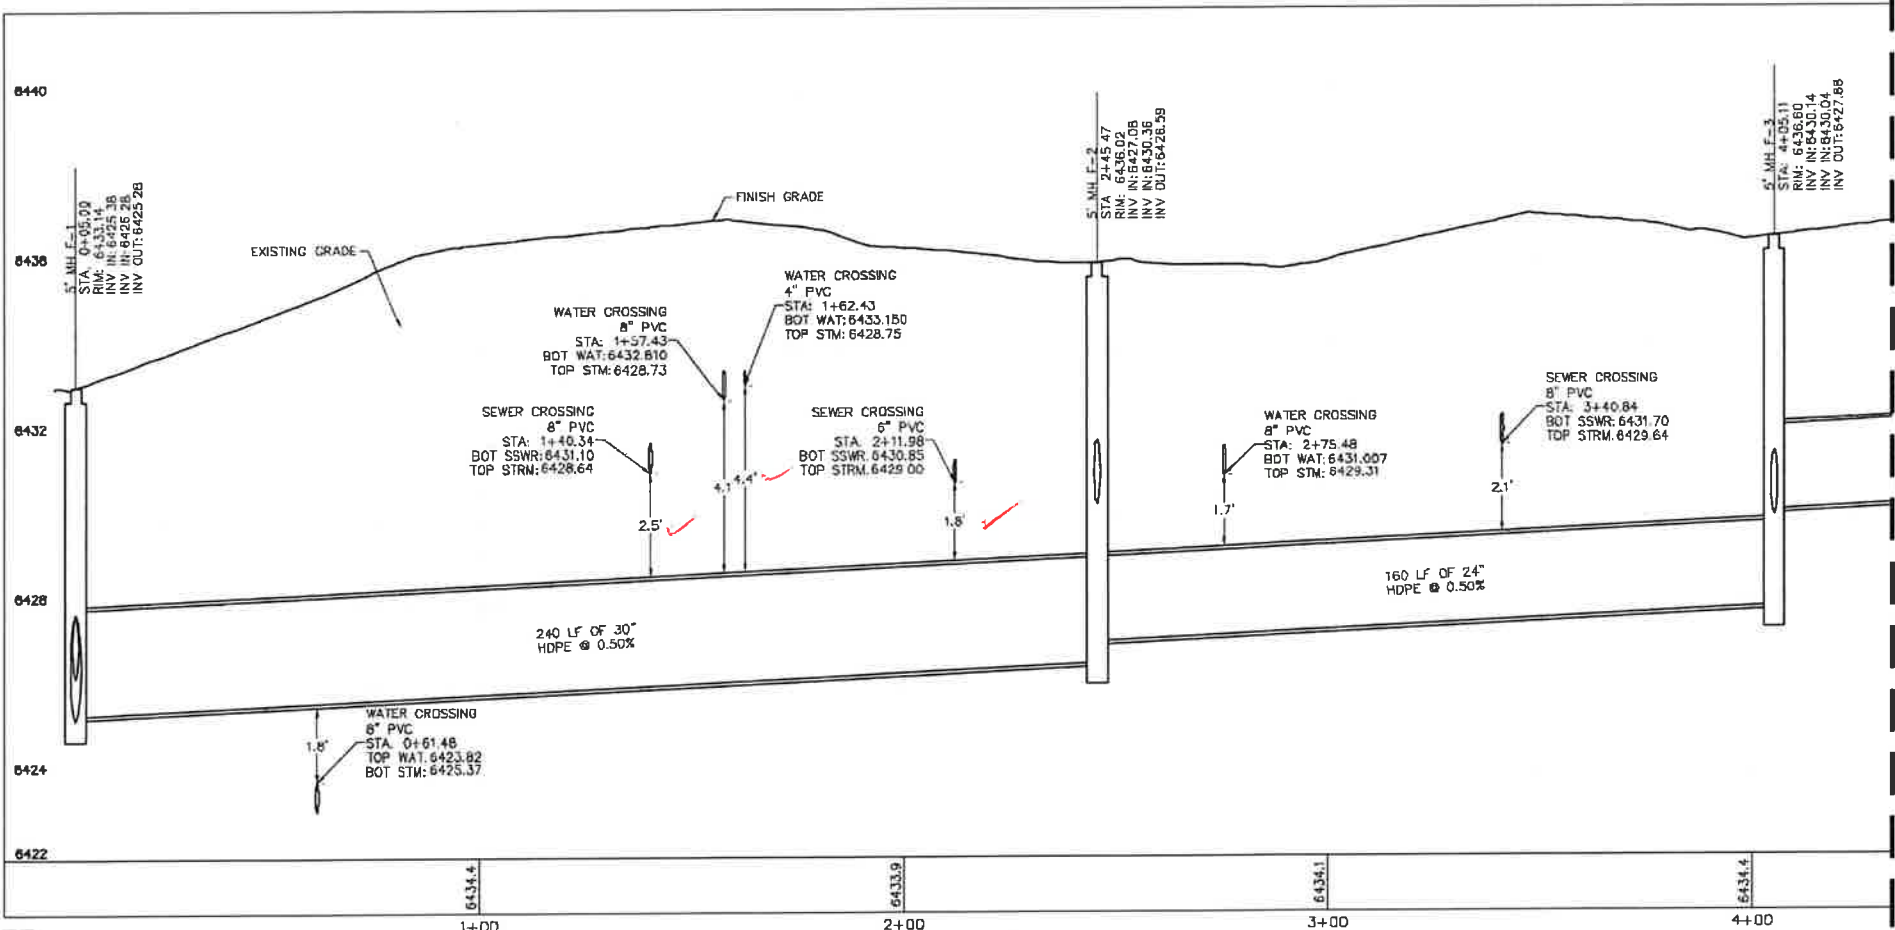 6440
6436
6432
6428
6424
6422
5' MH F-1
STA. 0+05.00
RIM: 6433.14
INV IN: 6425.38
INV IN: 6425.28
INV OUT: 6425.28
EXISTING GRADE
FINISH GRADE
WATER CROSSING
8" PVC
STA: 1+57.43
BOT WAT: 6432.810
TOP STM: 6428.73
WATER CROSSING
4" PVC
STA: 1+62.43
BOT WAT: 6433.150
TOP STM: 6428.75
SEWER CROSSING
8" PVC
STA: 1+40.34
BOT SSWR: 6431.10
TOP STRM: 6428.64
SEWER CROSSING
6" PVC
STA. 2+11.98
BOT SSWR. 6430.85
TOP STRM. 6429.00
2.5'
4.1'
4.4'
1.8'
5' MH F-2
STA 2+45.47
RIM: 6436.02
INV IN: 6427.08
INV IN: 6430.36
INV OUT: 6426.59
WATER CROSSING
8" PVC
STA: 2+75.48
BOT WAT: 6431.007
TOP STM: 6429.31
1.7'
SEWER CROSSING
8" PVC
STA: 3+40.84
BOT SSWR: 6431.70
TOP STRM. 6429.64
2.1'
5' MH F-3
STA: 4+05.11
RIM: 6436.60
INV IN: 6430.14
INV IN: 6430.04
INV OUT: 6427.88
240 LF OF 30"
HDPE @ 0.50%
160 LF OF 24"
HDPE @ 0.50%
1.8'
WATER CROSSING
8" PVC
STA. 0+61.48
TOP WAT. 6423.82
BOT STM: 6425.37
6434.4
6433.9
6434.1
6434.4
1+00
2+00
3+00
4+00